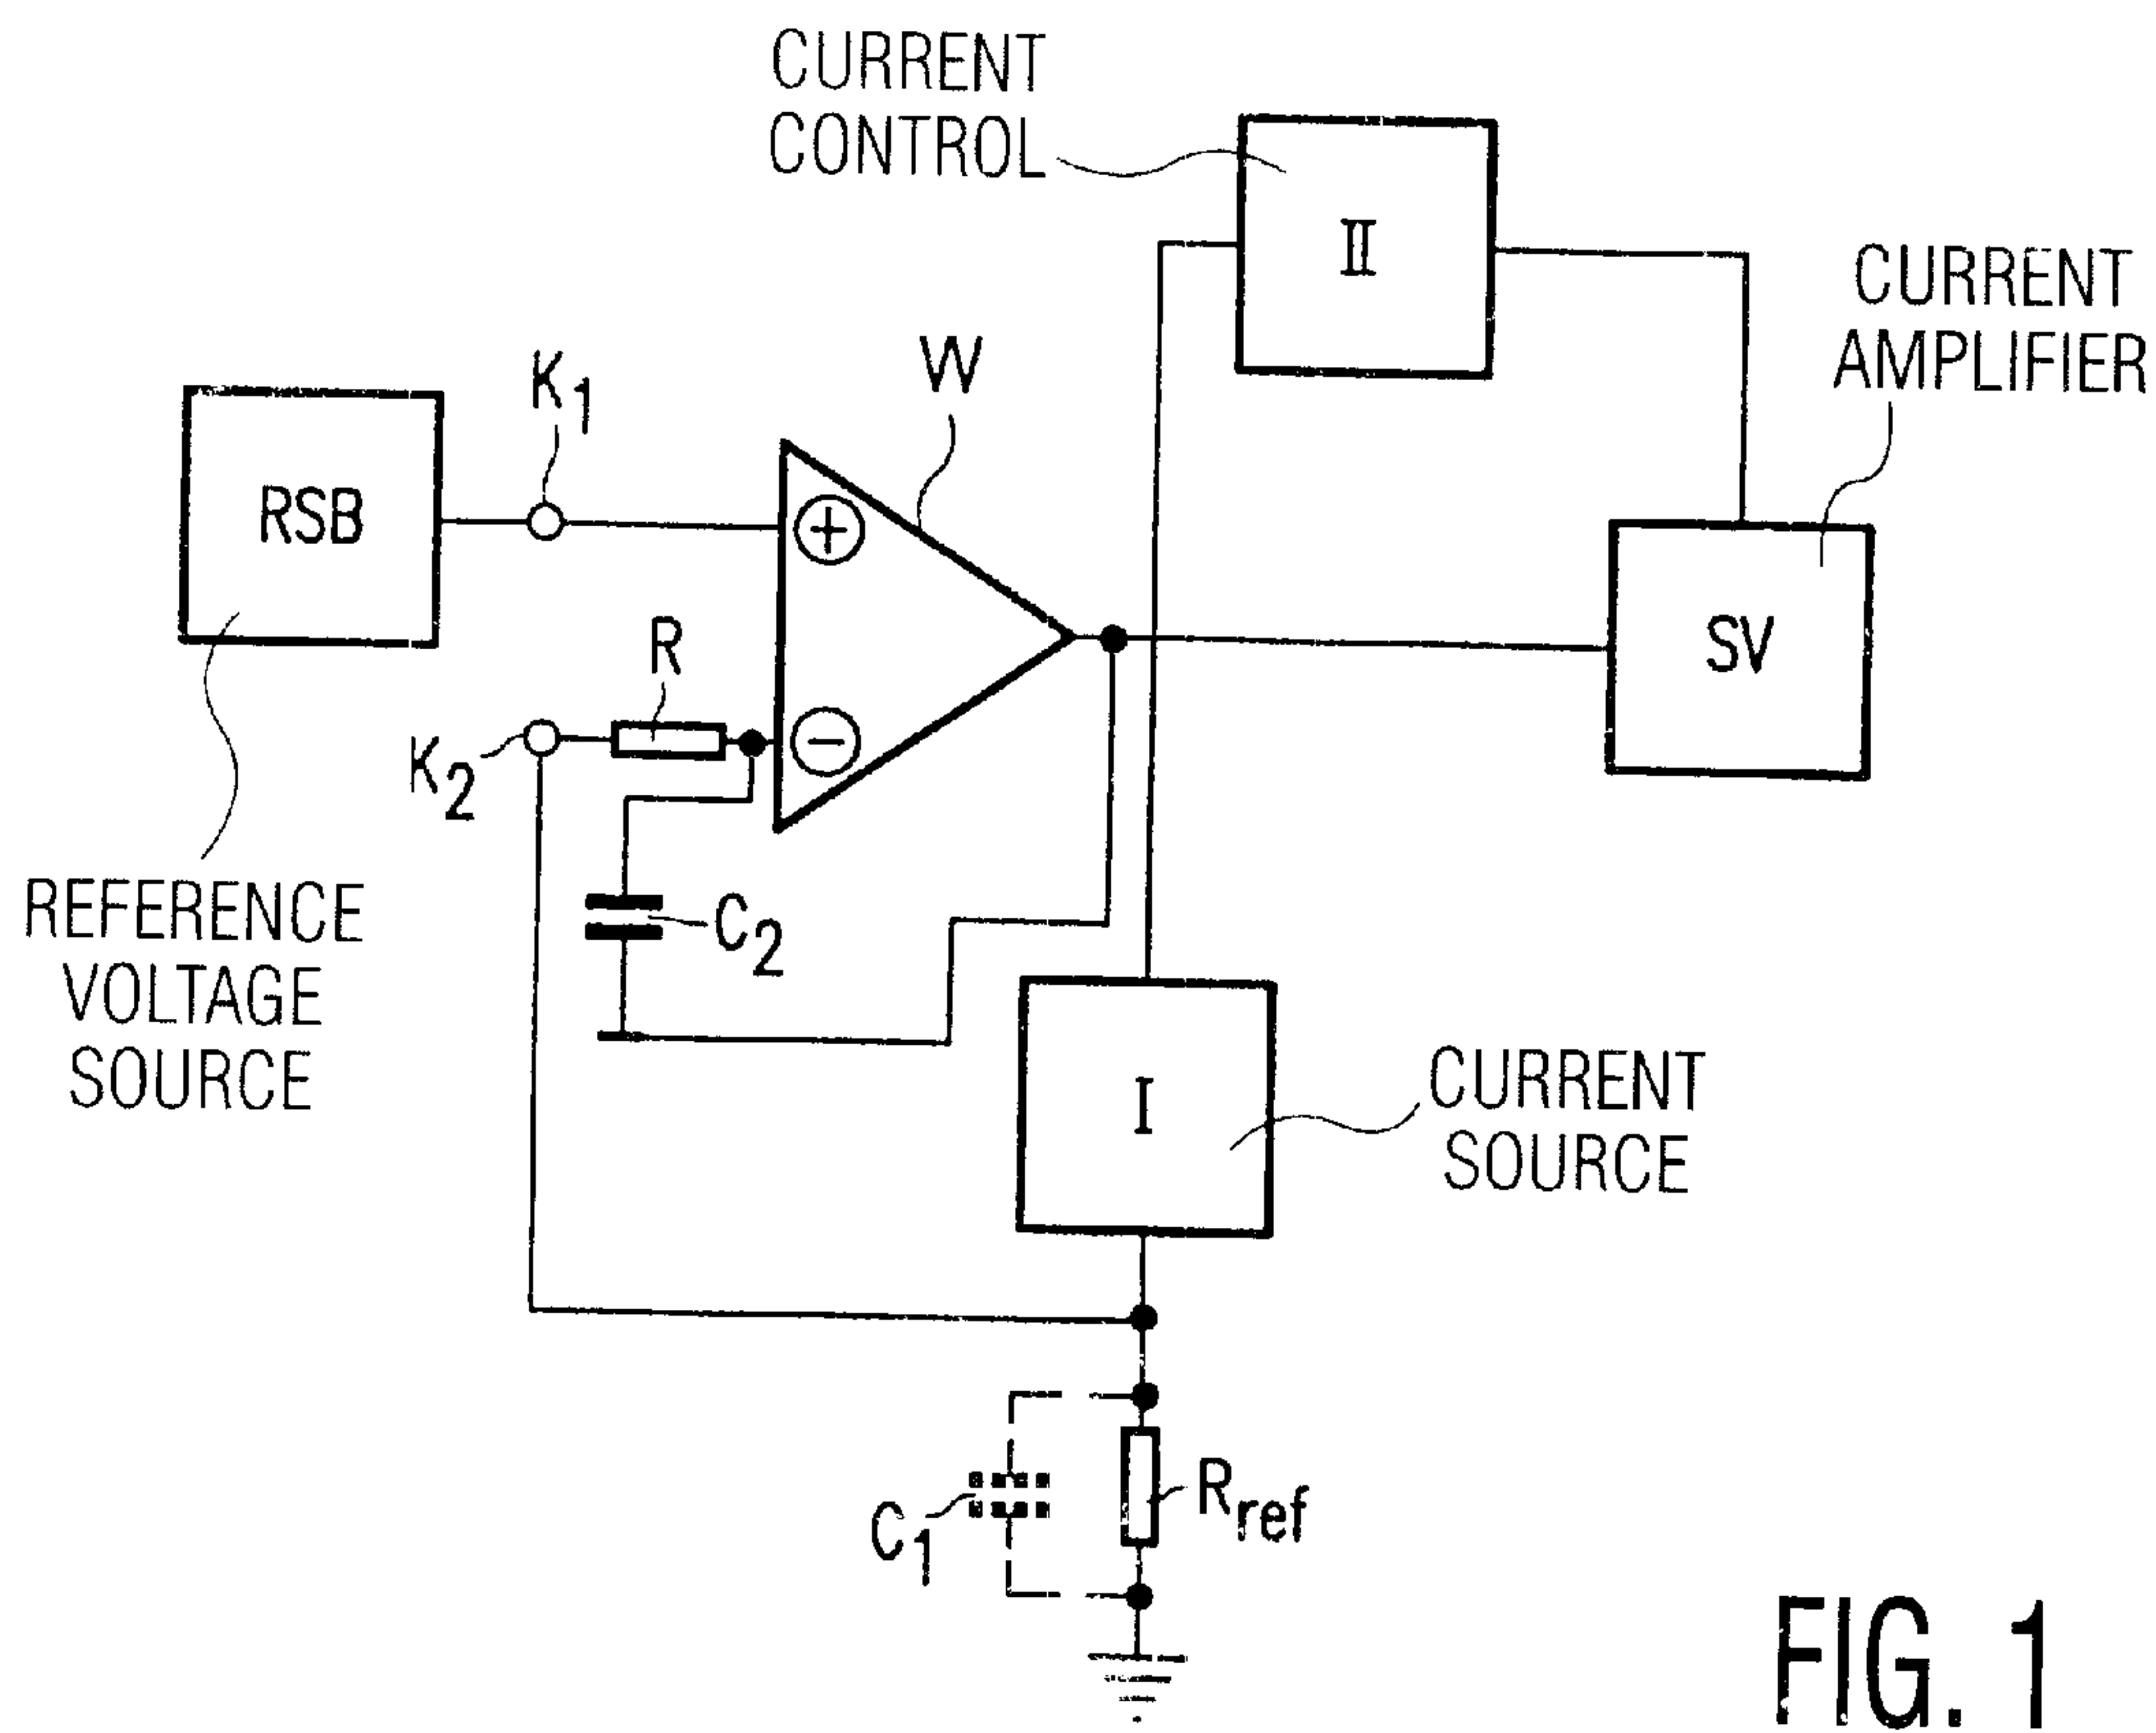 CURRENT
CONTROL
II
CURRENT
AMPLIFIER
W
K1
RSB
R
SV
+
K2
−
C2
REFERENCE
VOLTAGE
SOURCE
I
CURRENT
SOURCE
C1
Rref
FIG. 1